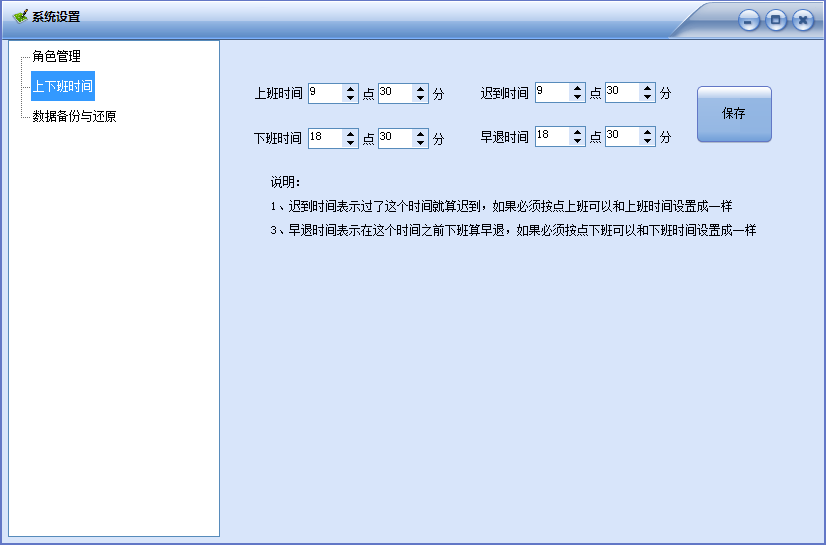 系统设置
角色管理
上下班时间
数据备份与还原
上班时间 9 点 30 分 迟到时间 9 点 30 分
下班时间 18 点 30 分 早退时间 18 点 30 分
保存
说明：
1、迟到时间表示过了这个时间就算迟到，如果必须按点上班可以和上班时间设置成一样
3、早退时间表示在这个时间之前下班算早退，如果必须按点下班可以和下班时间设置成一样